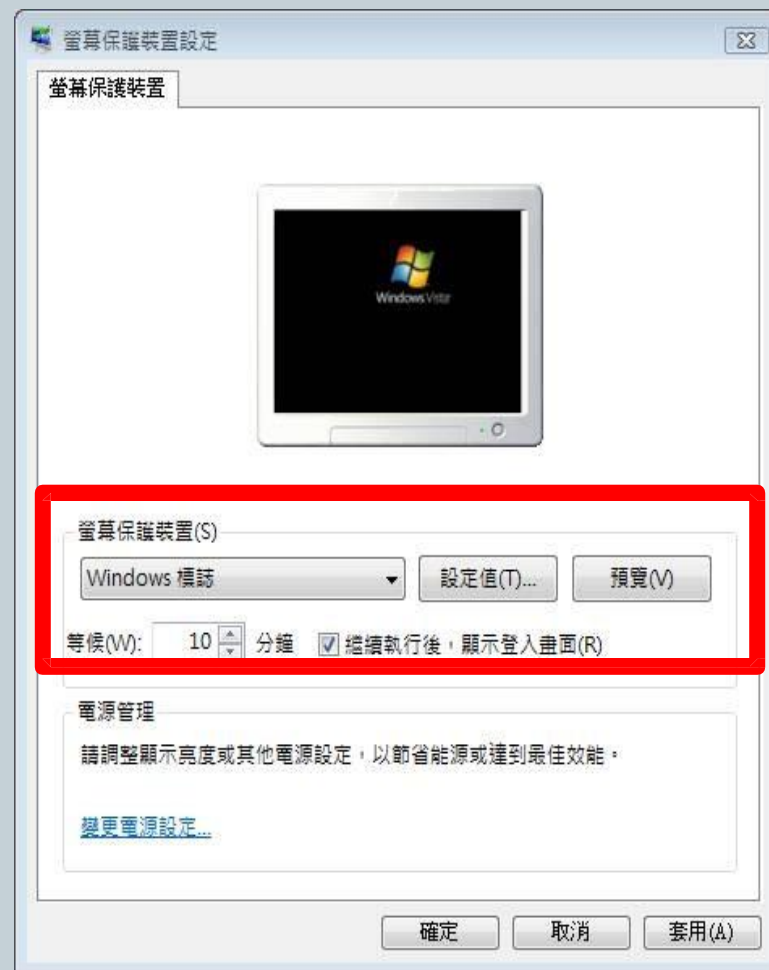 螢幕保護裝置設定
螢幕保護裝置
Windows Vista
螢幕保護裝置(S)
Windows 標誌
設定值(T)...
預覽(V)
等候(W): 10 分鐘 繼續執行後，顯示登入畫面(R)
電源管理
請調整顯示亮度或其他電源設定，以節省能源或達到最佳效能。
變更電源設定...
確定
取消
套用(A)